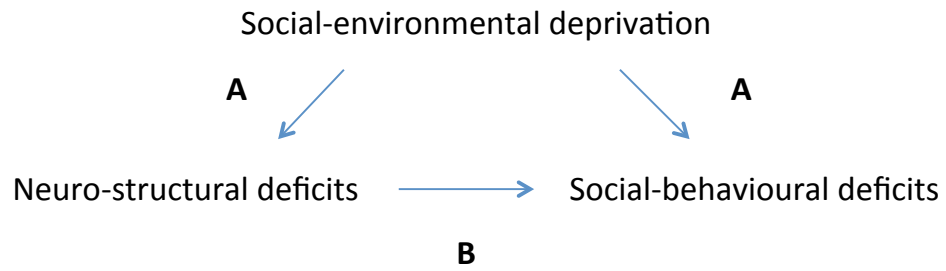 Social-environmental deprivation
A A
Neuro-structural deficits Social-behavioural deficits
B